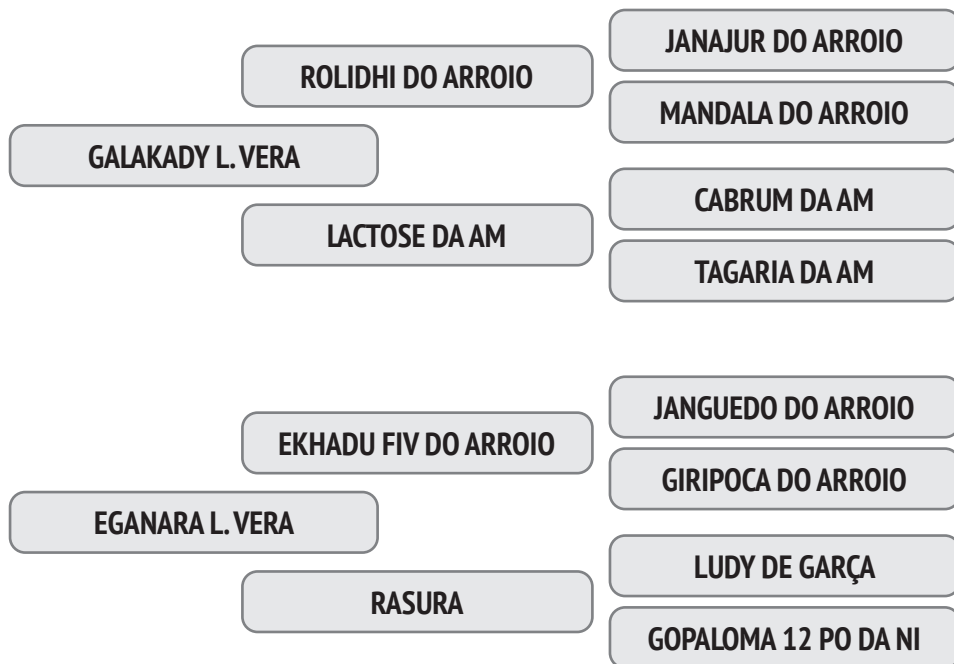 JANAJUR DO ARROIO
ROLIDHI DO ARROIO
MANDALA DO ARROIO
GALAKADY L. VERA
CABRUM DA AM
LACTOSE DA AM
TAGARIA DA AM
JANGUEDO DO ARROIO
EKHADU FIV DO ARROIO
GIRIPOCA DO ARROIO
EGANARA L. VERA
LUDY DE GARÇA
RASURA
GOPALOMA 12 PO DA NI